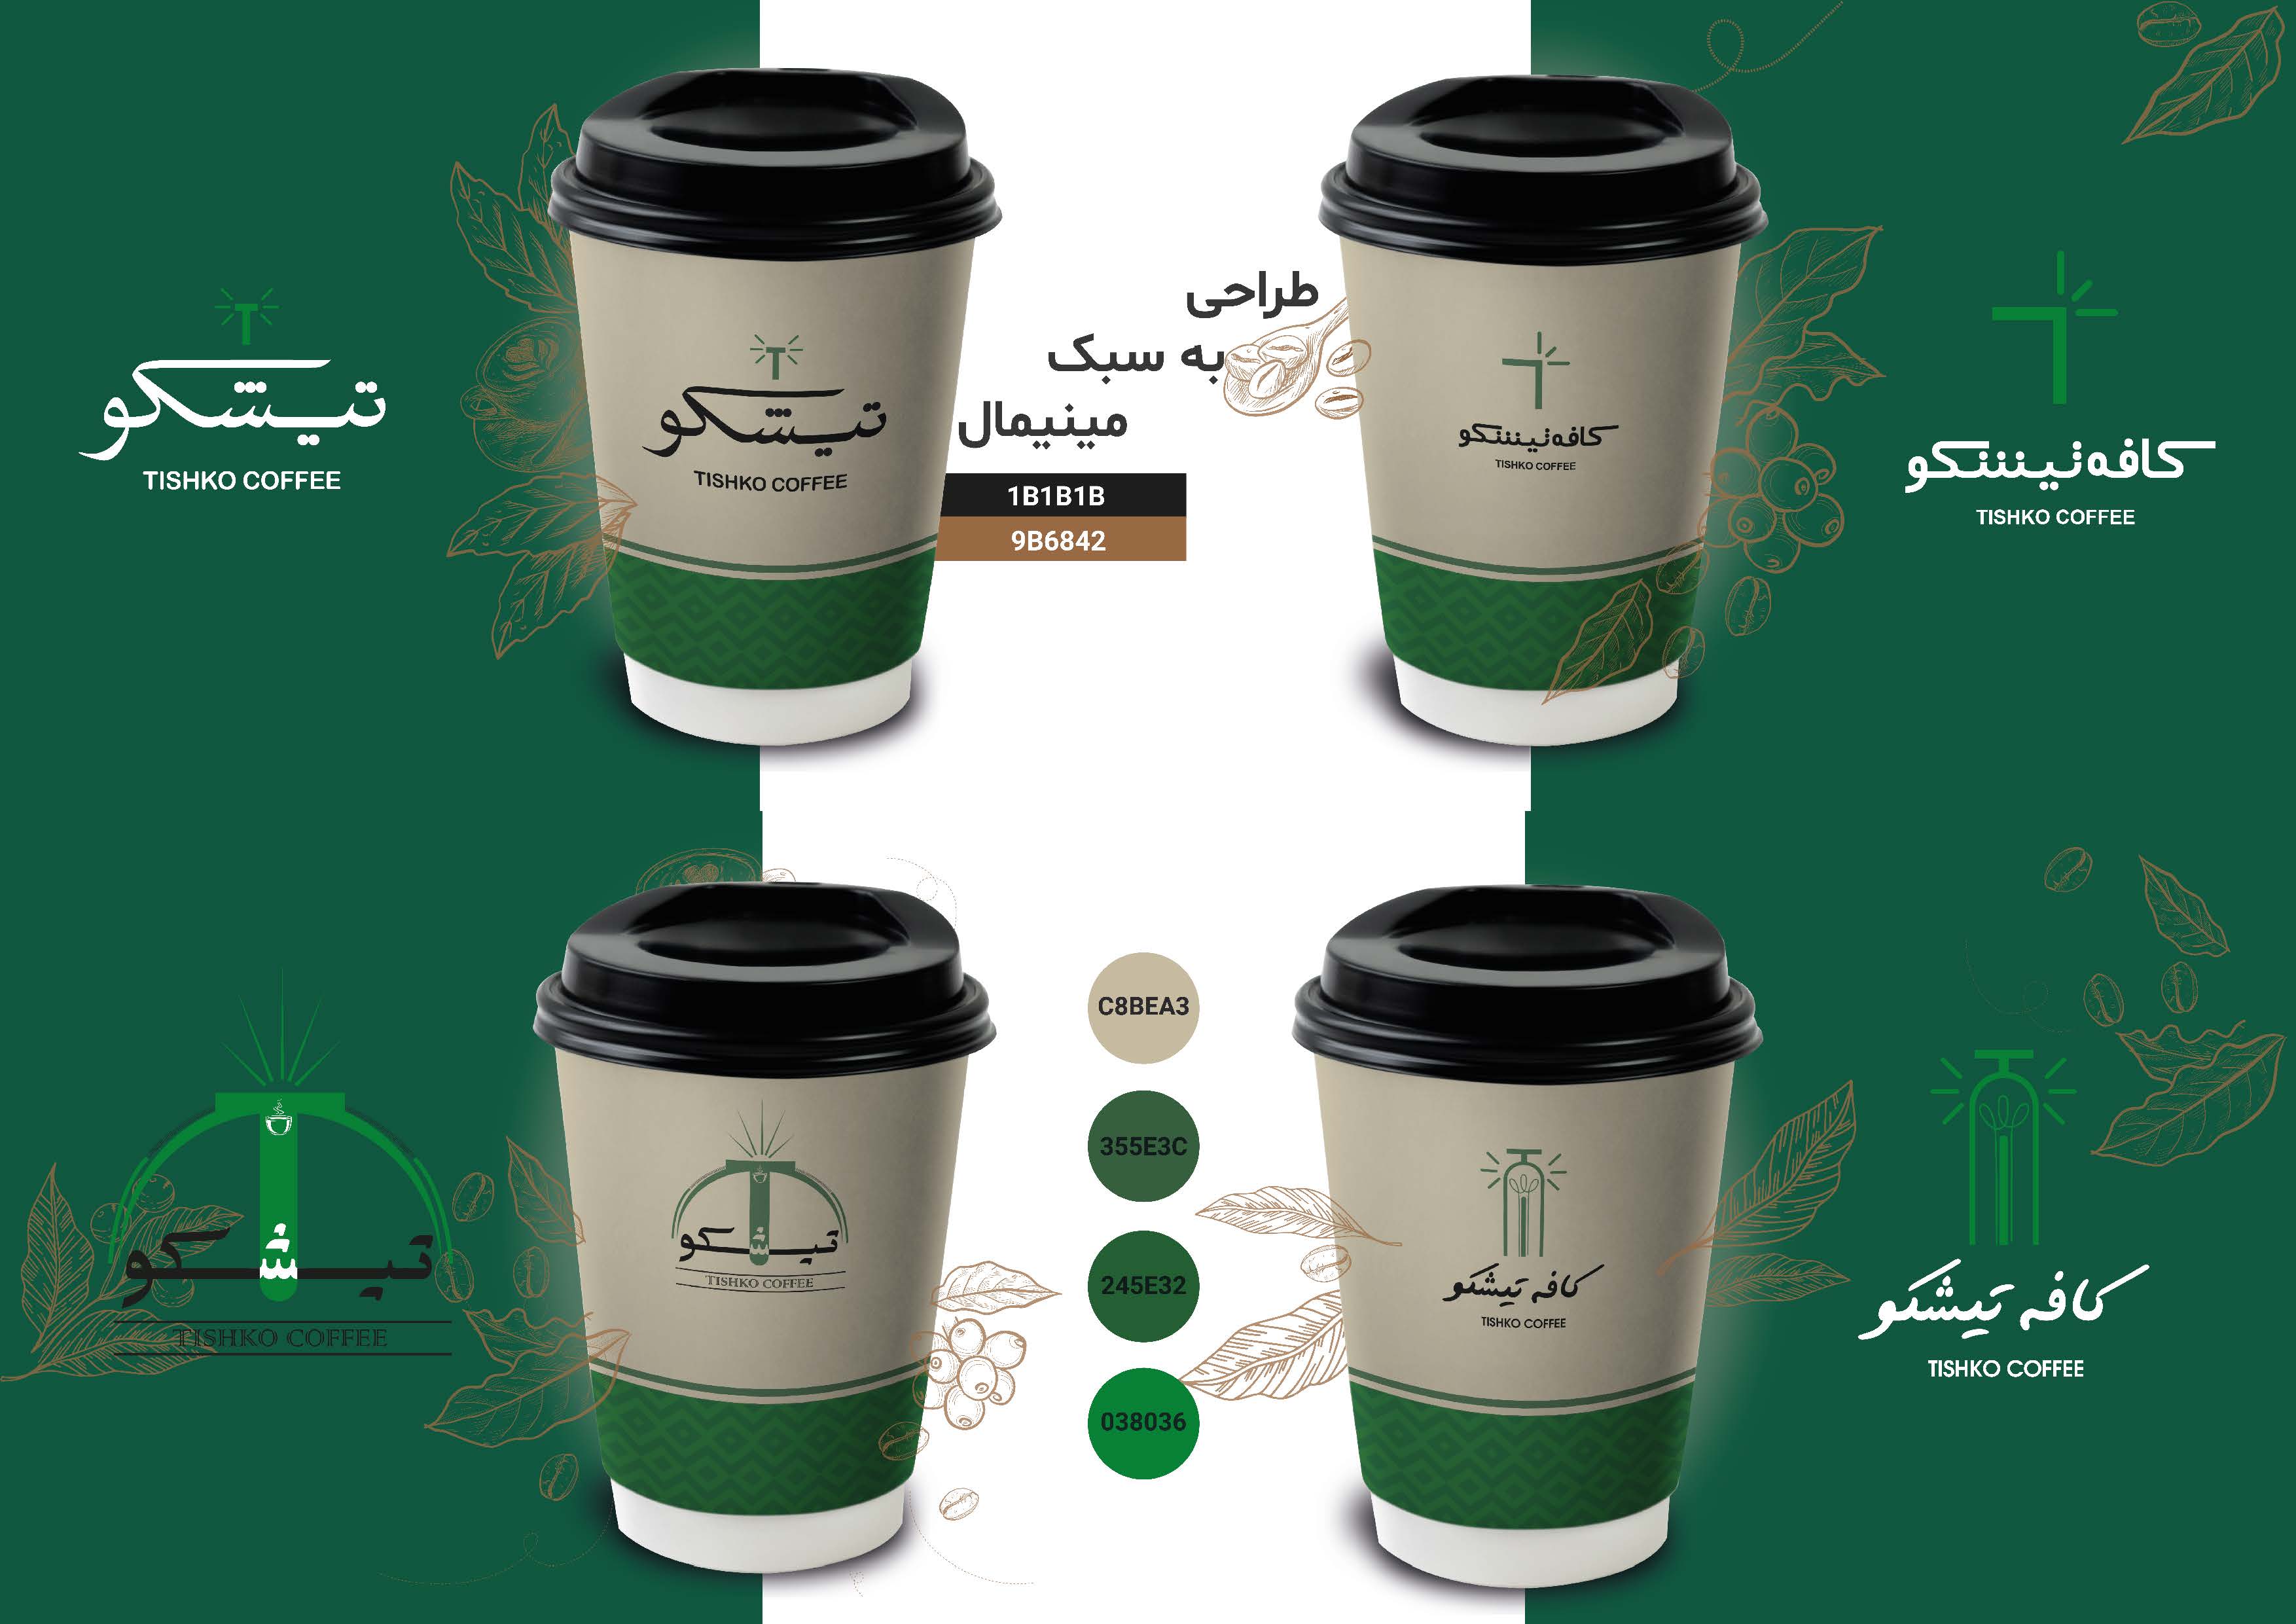 تیشکو
TISHKO COFFEE
T
تیشکو
TISHKO COFFEE
طراحی
به سبک
مینیمال
1B1B1B
9B6842
کافه تیشکو
TISHKO COFFEE
کافه تیشکو
TISHKO COFFEE
تیشکو
TISHKO COFFEE
تیشکو
TISHKO COFFEE
C8BEA3
355E3C
245E32
038036
کافه تیشکو
TISHKO COFFEE
کافه تیشکو
TISHKO COFFEE